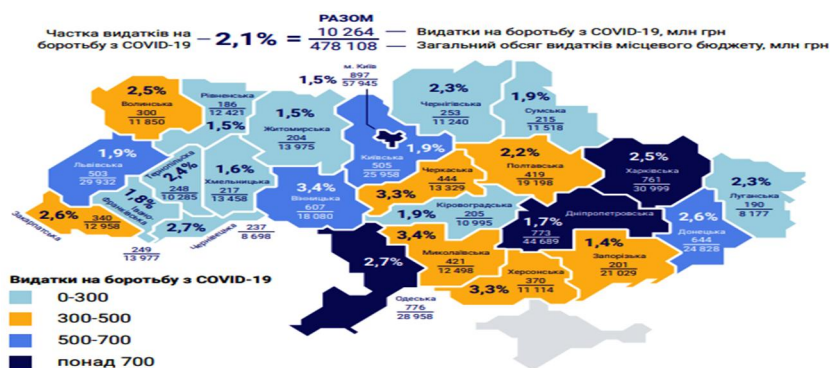 РАЗОМ
Частка видатків на боротьбу з COVID-19 — 2,1% = 10 264 — Видатки на боротьбу з COVID-19, млн грн
478 108 — Загальний обсяг видатків місцевого бюджету, млн грн
м. Київ
1,5%
897
57 945
2,5%
Волинська
300
11 850
Рівненська
186
12 421
1,5%
1,5%
Житомирська
204
13 975
2,3%
Чернігівська
253
11 240
1,9%
Сумська
215
11 518
1,9%
Львівська
503
29 932
Тернопільська
2,4%
248
10 285
1,6%
Хмельницька
217
13 458
1,9%
Київська
505
25 958
Черкаська
444
13 329
3,3%
2,2%
Полтавська
419
19 198
2,5%
Харківська
761
30 999
2,3%
Луганська
190
8 177
2,6%
Закарпатська
340
12 958
1,8%
Івано-
Франківська
249
13 977
2,7%
Чернівецька
237
8 698
3,4%
Вінницька
607
18 080
Кіровоградська
1,9%
205
10 995
1,7%
Дніпропетровська
773
44 689
2,6%
Донецька
644
24 828
3,4%
Миколаївська
421
12 498
1,4%
Запорізька
201
21 029
2,7%
Одеська
776
28 958
Херсонська
3,3%
370
11 114
Видатки на боротьбу з COVID-19
0-300
300-500
500-700
понад 700